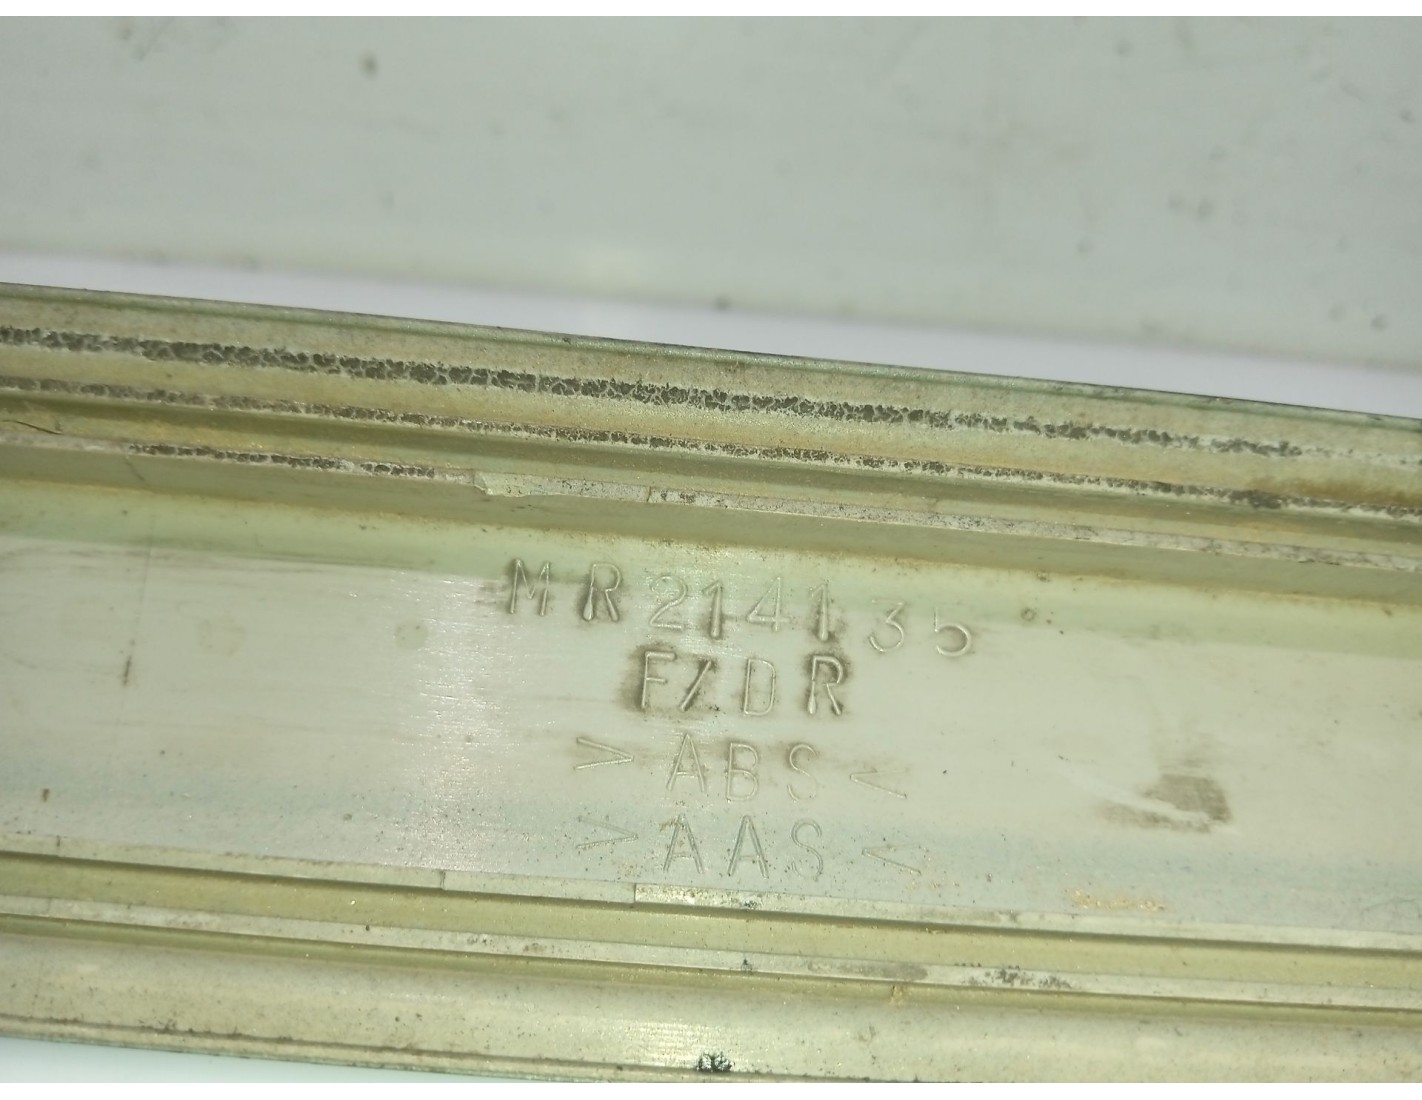 MR214135
F/DR
>ABS<
>AAS<